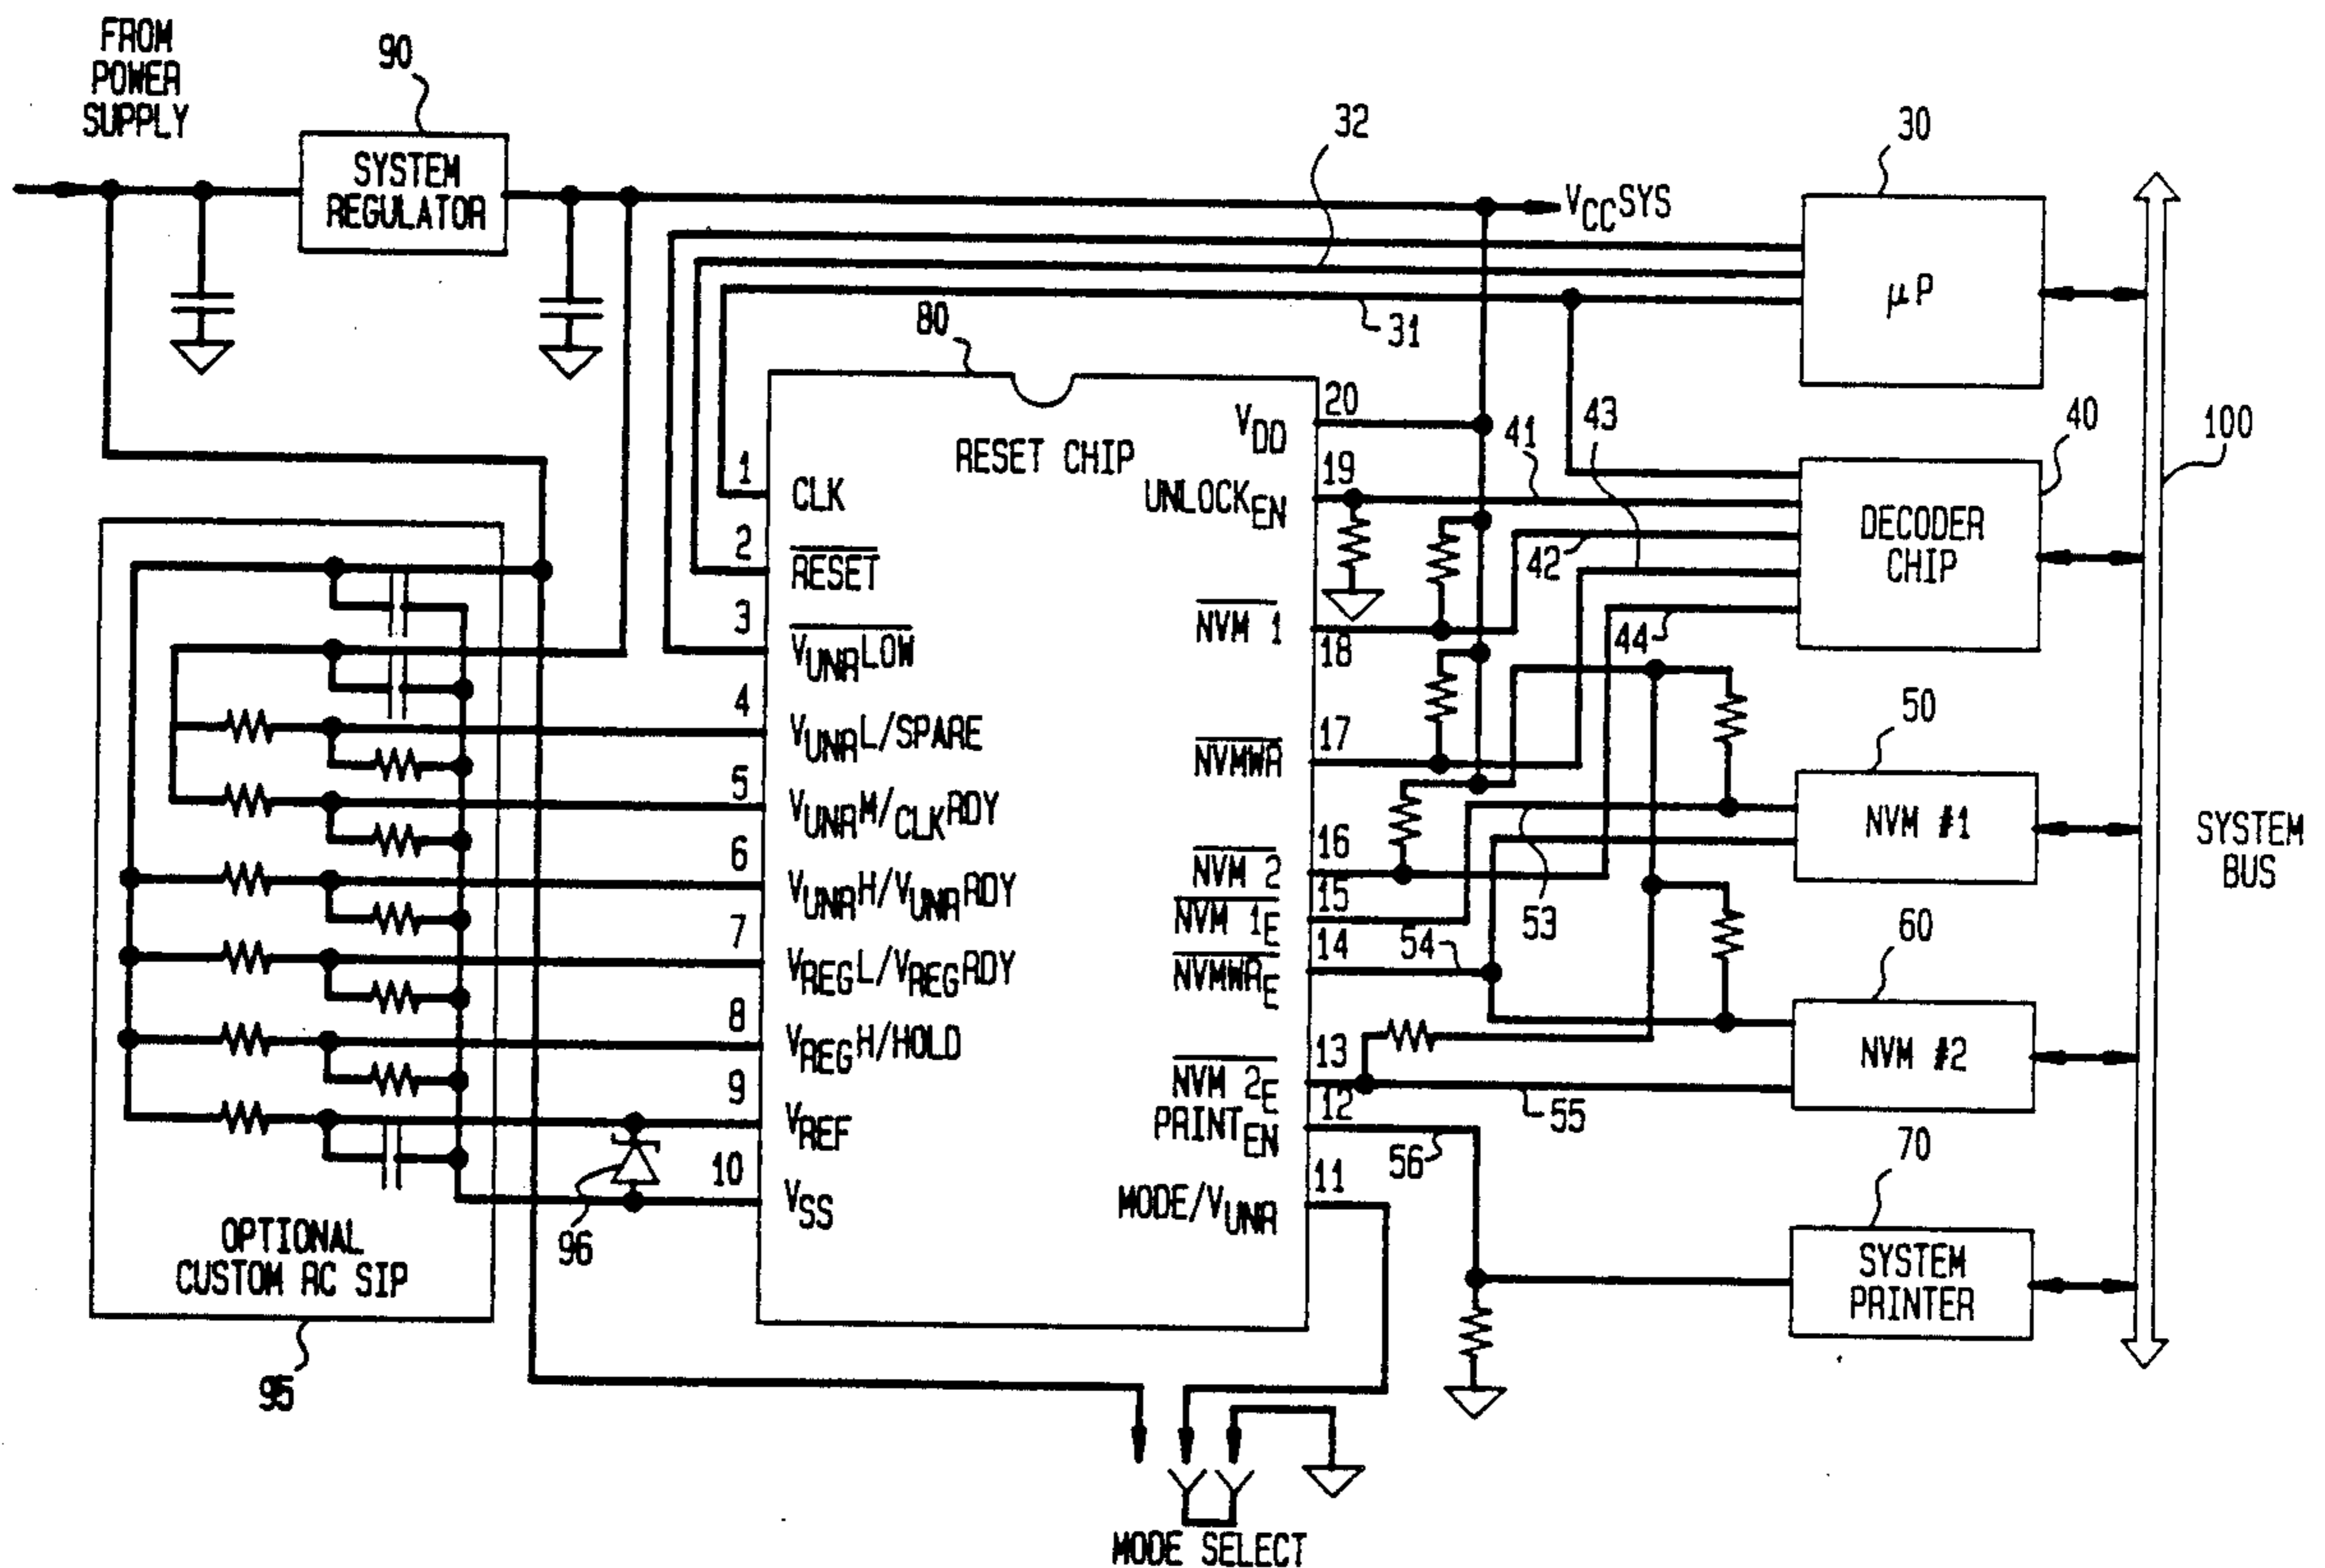 FROM
POWER
SUPPLY
90
SYSTEM
REGULATOR
32
30
VCCSYS
μP
31
80
RESET CHIP
1
CLK
2
RESET
3
VUNRLOW
4
VUNRL/SPARE
5
VUNRM/CLKRDY
6
VUNRH/VUNRRDY
7
VREGL/VREGRDY
8
VREGH/HOLD
9
VREF
10
VSS
20
VDD
19
UNLOCKEN
NVM 1
18
17
NVMWR
16
NVM 2
15
NVM 1E
14
NVMWRE
13
NVM 2E
12
PRINTEN
11
MODE/VUNR
41
43
42
44
40
DECODER
CHIP
100
50
NVM #1
53
54
60
NVM #2
55
56
70
SYSTEM
PRINTER
SYSTEM
BUS
96
OPTIONAL
CUSTOM RC SIP
95
MODE SELECT